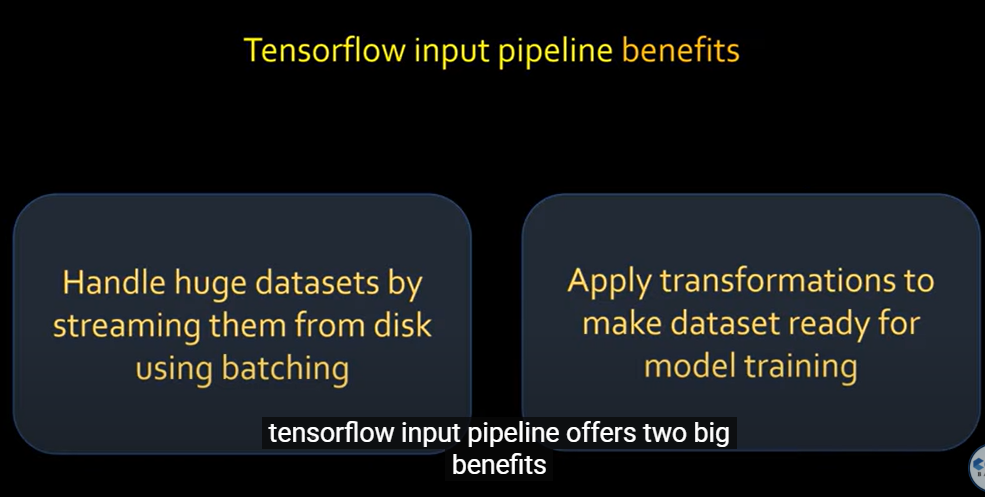 Tensorflow input pipeline benefits
Handle huge datasets by
streaming them from disk
using batching
Apply transformations to
make dataset ready for
model training
tensorflow input pipeline offers two big
benefits